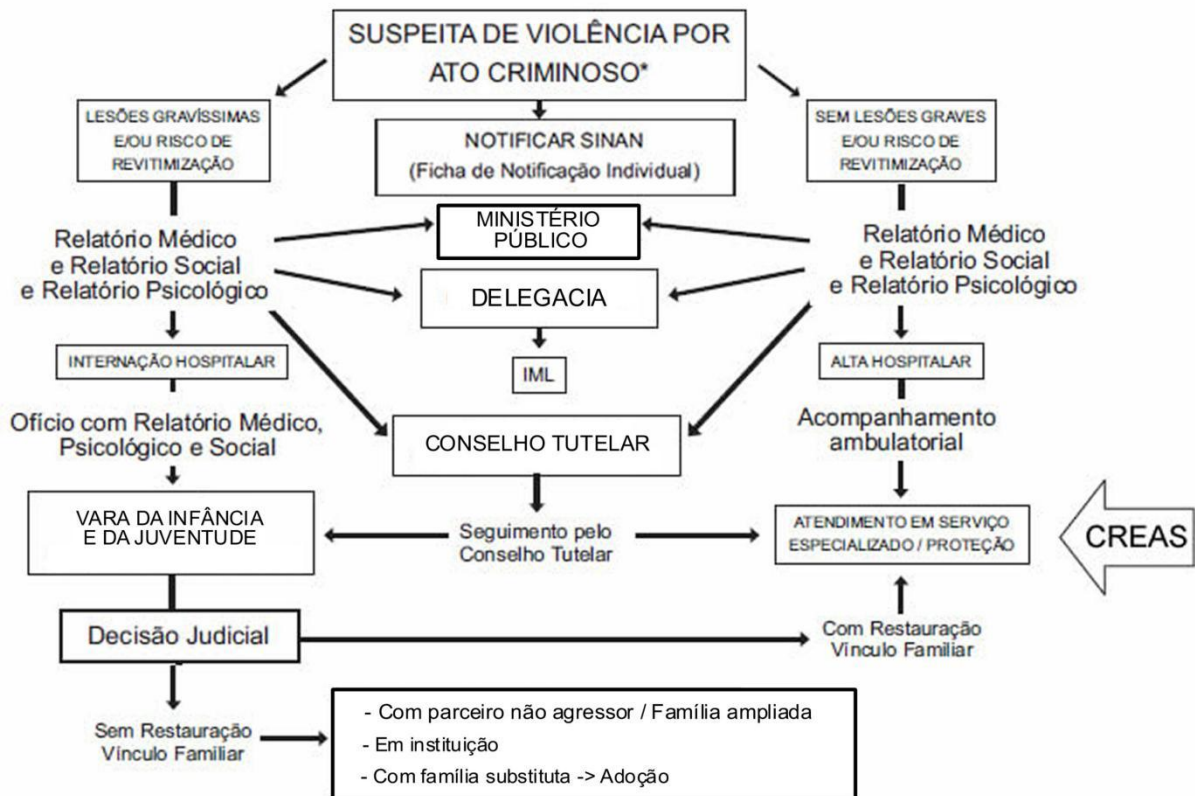 SUSPEITA DE VIOLÊNCIA POR
ATO CRIMINOSO*
LESÕES GRAVÍSSIMAS
E/OU RISCO DE
REVITIMIZAÇÃO
NOTIFICAR SINAN
(Ficha de Notificação Individual)
SEM LESÕES GRAVES
E/OU RISCO DE
REVITIMIZAÇÃO
Relatório Médico
e Relatório Social
e Relatório Psicológico
MINISTÉRIO
PÚBLICO
Relatório Médico
e Relatório Social
e Relatório Psicológico
DELEGACIA
INTERNAÇÃO HOSPITALAR
IML
ALTA HOSPITALAR
Ofício com Relatório Médico,
Psicológico e Social
CONSELHO TUTELAR
Acompanhamento
ambulatorial
VARA DA INFÂNCIA
E DA JUVENTUDE
Seguimento pelo
Conselho Tutelar
ATENDIMENTO EM SERVIÇO
ESPECIALIZADO / PROTEÇÃO
CREAS
Decisão Judicial
Com Restauração
Vínculo Familiar
Sem Restauração
Vínculo Familiar
- Com parceiro não agressor / Família ampliada
- Em instituição
- Com família substituta -> Adoção